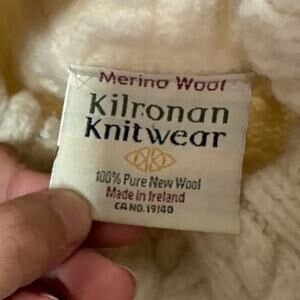 Merino Wool
Kilronan
Knitwear
100% Pure New Wool
Made in Ireland
CA NO. 19140